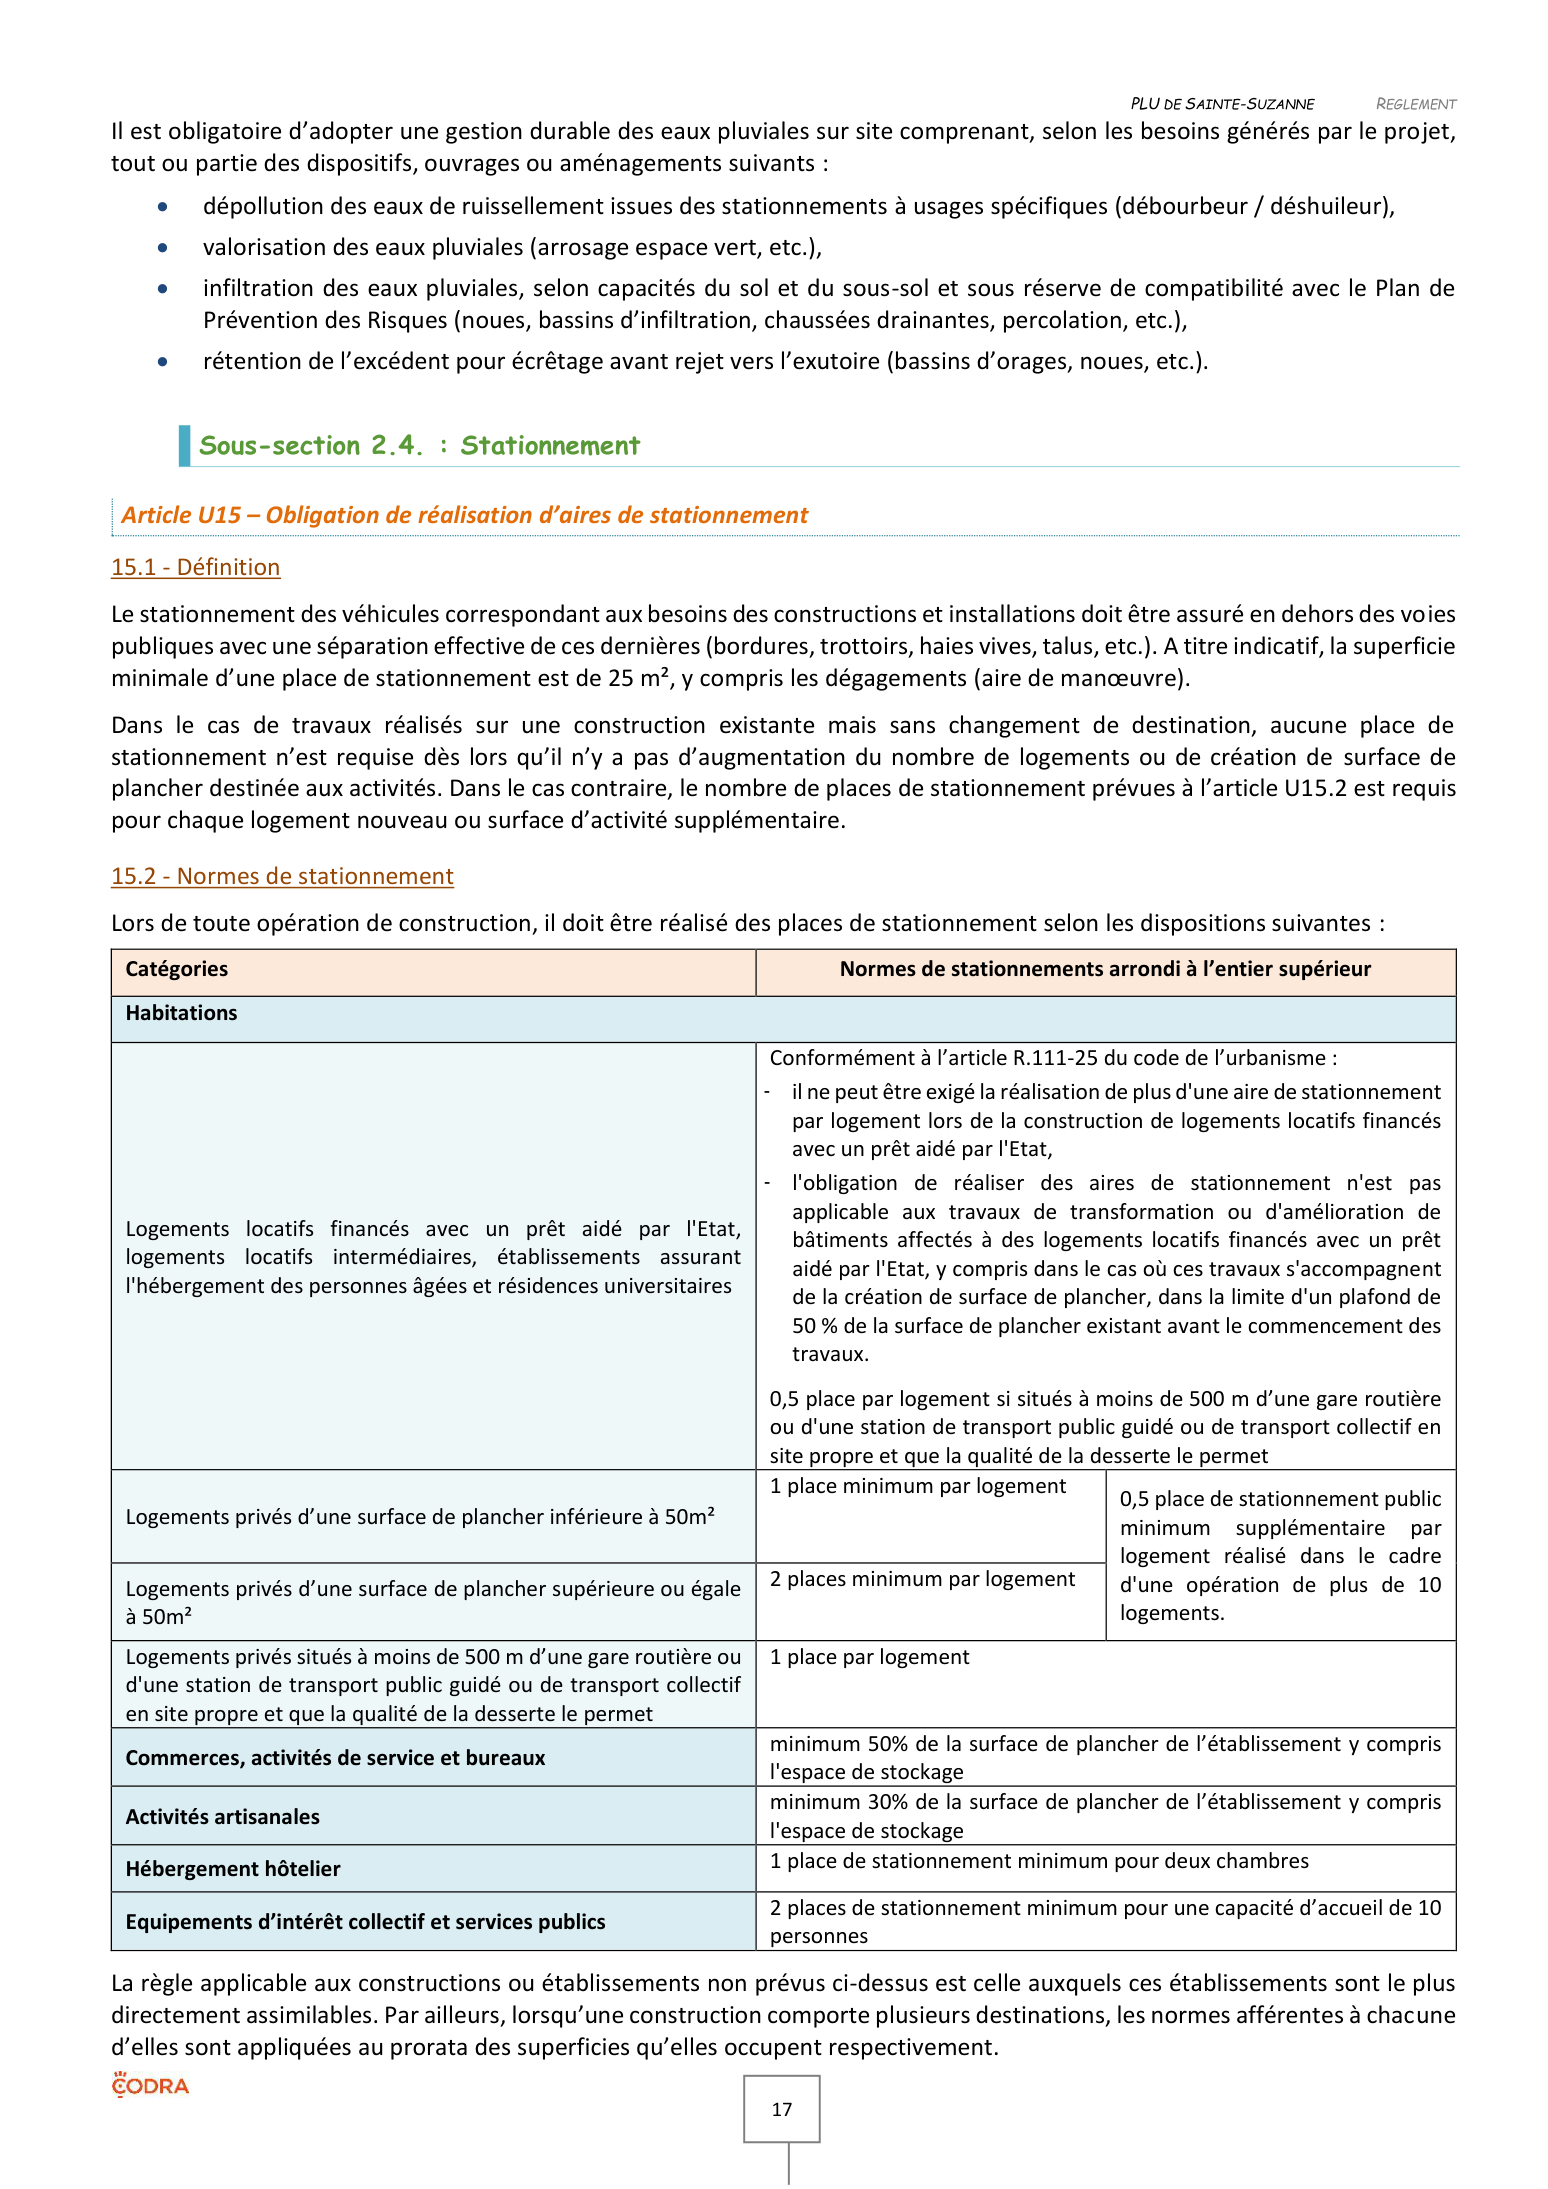 PLU DE SAINTE-SUZANNE REGLEMENT
Il est obligatoire d’adopter une gestion durable des eaux pluviales sur site comprenant, selon les besoins générés par le projet,
tout ou partie des dispositifs, ouvrages ou aménagements suivants :
• dépollution des eaux de ruissellement issues des stationnements à usages spécifiques (débourbeur / déshuileur),
• valorisation des eaux pluviales (arrosage espace vert, etc.),
• infiltration des eaux pluviales, selon capacités du sol et du sous-sol et sous réserve de compatibilité avec le Plan de
Prévention des Risques (noues, bassins d’infiltration, chaussées drainantes, percolation, etc.),
• rétention de l’excédent pour écrêtage avant rejet vers l’exutoire (bassins d’orages, noues, etc.).
Sous-section 2.4. : Stationnement
Article U15 – Obligation de réalisation d’aires de stationnement
15.1 - Définition
Le stationnement des véhicules correspondant aux besoins des constructions et installations doit être assuré en dehors des voies
publiques avec une séparation effective de ces dernières (bordures, trottoirs, haies vives, talus, etc.). A titre indicatif, la superficie
minimale d’une place de stationnement est de 25 m², y compris les dégagements (aire de manœuvre).
Dans le cas de travaux réalisés sur une construction existante mais sans changement de destination, aucune place de
stationnement n’est requise dès lors qu’il n’y a pas d’augmentation du nombre de logements ou de création de surface de
plancher destinée aux activités. Dans le cas contraire, le nombre de places de stationnement prévues à l’article U15.2 est requis
pour chaque logement nouveau ou surface d’activité supplémentaire.
15.2 - Normes de stationnement
Lors de toute opération de construction, il doit être réalisé des places de stationnement selon les dispositions suivantes :
Catégories
Normes de stationnements arrondi à l’entier supérieur
Habitations
Logements locatifs financés avec un prêt aidé par l'Etat,
logements locatifs intermédiaires, établissements assurant
l'hébergement des personnes âgées et résidences universitaires
Conformément à l’article R.111-25 du code de l’urbanisme :
- il ne peut être exigé la réalisation de plus d'une aire de stationnement
par logement lors de la construction de logements locatifs financés
avec un prêt aidé par l'Etat,
- l'obligation de réaliser des aires de stationnement n'est pas
applicable aux travaux de transformation ou d'amélioration de
bâtiments affectés à des logements locatifs financés avec un prêt
aidé par l'Etat, y compris dans le cas où ces travaux s'accompagnent
de la création de surface de plancher, dans la limite d'un plafond de
50 % de la surface de plancher existant avant le commencement des
travaux.
0,5 place par logement si situés à moins de 500 m d’une gare routière
ou d'une station de transport public guidé ou de transport collectif en
site propre et que la qualité de la desserte le permet
Logements privés d’une surface de plancher inférieure à 50m²
1 place minimum par logement
0,5 place de stationnement public
minimum supplémentaire par
logement réalisé dans le cadre
d'une opération de plus de 10
logements.
Logements privés d’une surface de plancher supérieure ou égale
à 50m²
2 places minimum par logement
Logements privés situés à moins de 500 m d’une gare routière ou
d'une station de transport public guidé ou de transport collectif
en site propre et que la qualité de la desserte le permet
1 place par logement
Commerces, activités de service et bureaux
minimum 50% de la surface de plancher de l’établissement y compris
l'espace de stockage
Activités artisanales
minimum 30% de la surface de plancher de l’établissement y compris
l'espace de stockage
Hébergement hôtelier
1 place de stationnement minimum pour deux chambres
Equipements d’intérêt collectif et services publics
2 places de stationnement minimum pour une capacité d’accueil de 10
personnes
La règle applicable aux constructions ou établissements non prévus ci-dessus est celle auxquels ces établissements sont le plus
directement assimilables. Par ailleurs, lorsqu’une construction comporte plusieurs destinations, les normes afférentes à chacune
d’elles sont appliquées au prorata des superficies qu’elles occupent respectivement.
CODRA
17